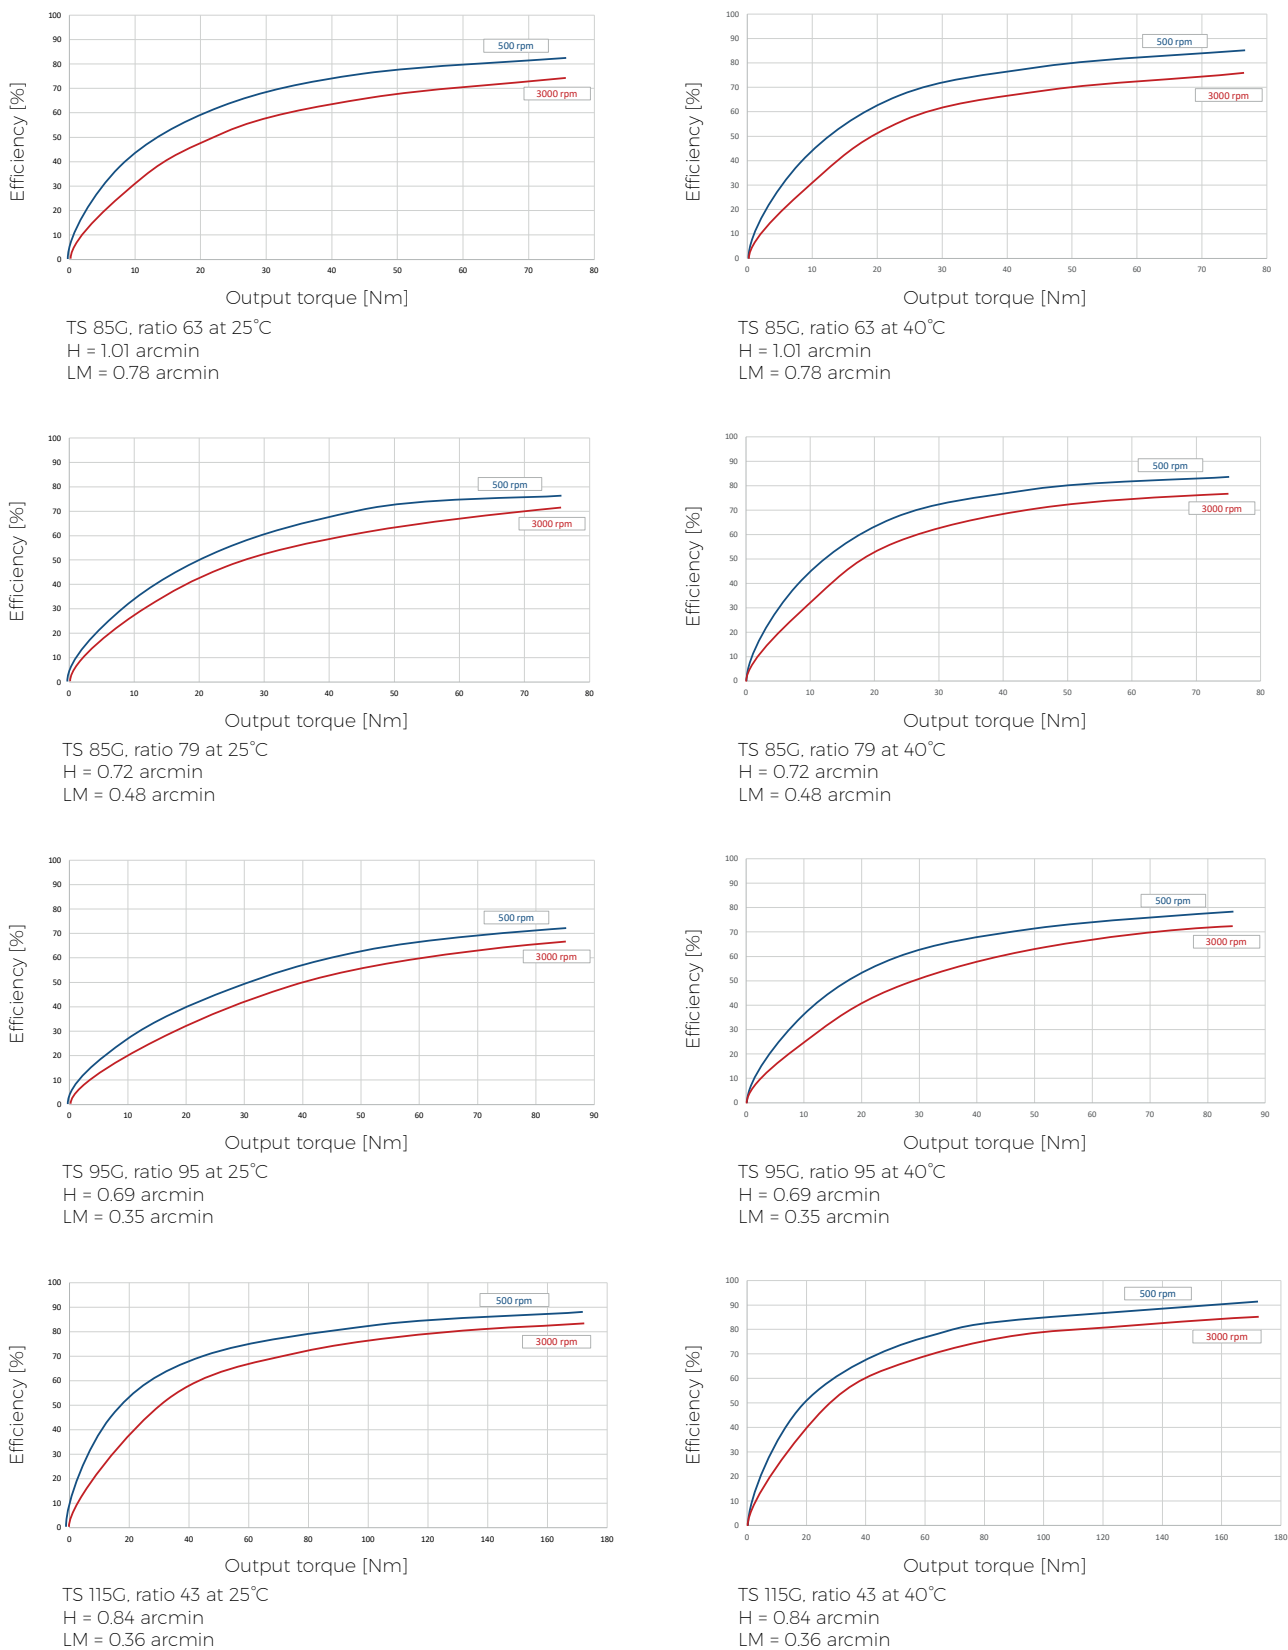 100
90
80
70
60
50
40
30
20
10
0
0 10 20 30 40 50 60 70 80
500 rpm
3000 rpm
Efficiency [%]
Output torque [Nm]
TS 85G, ratio 63 at 25°C
H = 1.01 arcmin
LM = 0.78 arcmin
100
90
80
70
60
50
40
30
20
10
0
0 10 20 30 40 50 60 70 80
500 rpm
3000 rpm
Efficiency [%]
Output torque [Nm]
TS 85G, ratio 63 at 40°C
H = 1.01 arcmin
LM = 0.78 arcmin
100
90
80
70
60
50
40
30
20
10
0
0 10 20 30 40 50 60 70 80
500 rpm
3000 rpm
Efficiency [%]
Output torque [Nm]
TS 85G, ratio 79 at 25°C
H = 0.72 arcmin
LM = 0.48 arcmin
100
90
80
70
60
50
40
30
20
10
0
0 10 20 30 40 50 60 70 80
500 rpm
3000 rpm
Efficiency [%]
Output torque [Nm]
TS 85G, ratio 79 at 40°C
H = 0.72 arcmin
LM = 0.48 arcmin
100
90
80
70
60
50
40
30
20
10
0
0 10 20 30 40 50 60 70 80 90
500 rpm
3000 rpm
Efficiency [%]
Output torque [Nm]
TS 95G, ratio 95 at 25°C
H = 0.69 arcmin
LM = 0.35 arcmin
100
90
80
70
60
50
40
30
20
10
0
0 10 20 30 40 50 60 70 80 90
500 rpm
3000 rpm
Efficiency [%]
Output torque [Nm]
TS 95G, ratio 95 at 40°C
H = 0.69 arcmin
LM = 0.35 arcmin
100
90
80
70
60
50
40
30
20
10
0
0 20 40 60 80 100 120 140 160 180
500 rpm
3000 rpm
Efficiency [%]
Output torque [Nm]
TS 115G, ratio 43 at 25°C
H = 0.84 arcmin
LM = 0.36 arcmin
100
90
80
70
60
50
40
30
20
10
0
0 20 40 60 80 100 120 140 160 180
500 rpm
3000 rpm
Efficiency [%]
Output torque [Nm]
TS 115G, ratio 43 at 40°C
H = 0.84 arcmin
LM = 0.36 arcmin